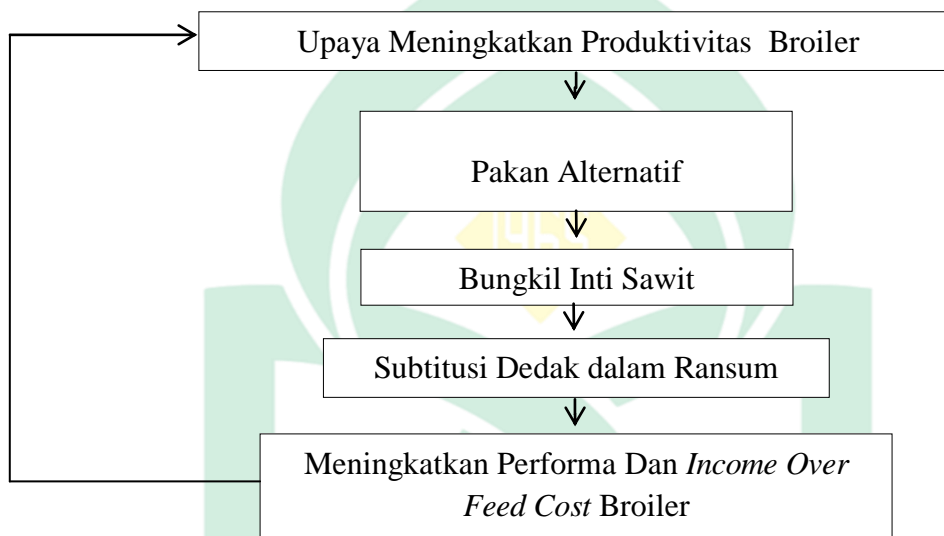 Upaya Meningkatkan Produktivitas Broiler
Pakan Alternatif
1965
Bungkil Inti Sawit
Subtitusi Dedak dalam Ransum
Meningkatkan Performa Dan Income Over
Feed Cost Broiler